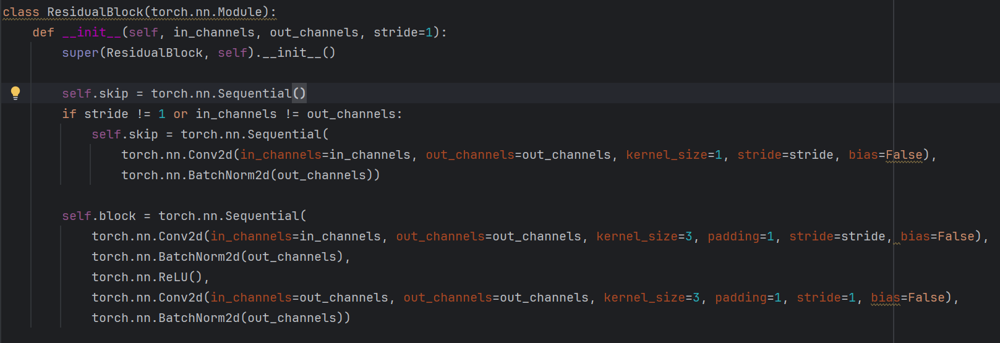 class ResidualBlock(torch.nn.Module):
    def __init__(self, in_channels, out_channels, stride=1):
        super(ResidualBlock, self).__init__()

        self.skip = torch.nn.Sequential()
        if stride != 1 or in_channels != out_channels:
            self.skip = torch.nn.Sequential(
                torch.nn.Conv2d(in_channels=in_channels, out_channels=out_channels, kernel_size=1, stride=stride, bias=False),
                torch.nn.BatchNorm2d(out_channels))

        self.block = torch.nn.Sequential(
            torch.nn.Conv2d(in_channels=in_channels, out_channels=out_channels, kernel_size=3, padding=1, stride=stride, bias=False),
            torch.nn.BatchNorm2d(out_channels),
            torch.nn.ReLU(),
            torch.nn.Conv2d(in_channels=out_channels, out_channels=out_channels, kernel_size=3, padding=1, stride=1, bias=False),
            torch.nn.BatchNorm2d(out_channels))